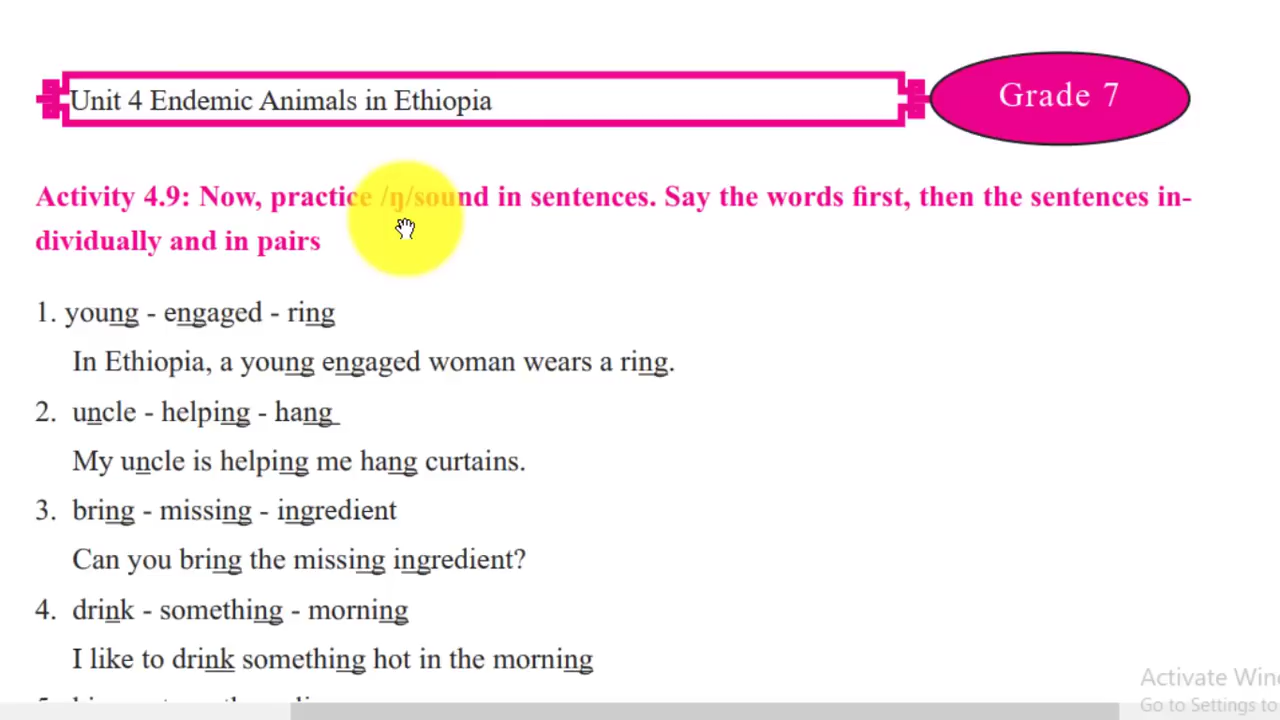 Unit 4 Endemic Animals in Ethiopia
Grade 7
Activity 4.9: Now, practice /ŋ/sound in sentences. Say the words first, then the sentences in-
dividually and in pairs
1. young - engaged - ring
In Ethiopia, a young engaged woman wears a ring.
2. uncle - helping - hang
My uncle is helping me hang curtains.
3. bring - missing - ingredient
Can you bring the missing ingredient?
4. drink - something - morning
I like to drink something hot in the morning
Activate Win
Go to Settings to